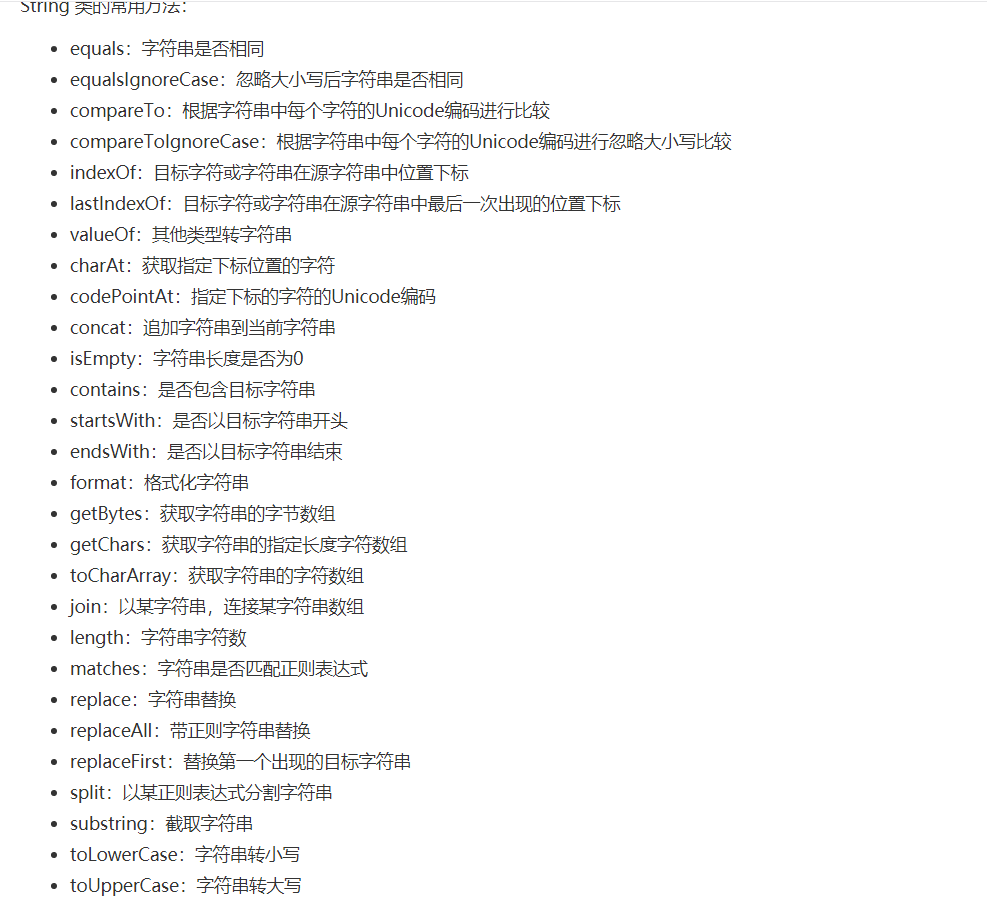 String 类的常用方法：
equals：字符串是否相同
equalsIgnoreCase：忽略大小写后字符串是否相同
compareTo：根据字符串中每个字符的Unicode编码进行比较
compareToIgnoreCase：根据字符串中每个字符的Unicode编码进行忽略大小写比较
indexOf：目标字符或字符串在源字符串中位置下标
lastIndexOf：目标字符或字符串在源字符串中最后一次出现的位置下标
valueOf：其他类型转字符串
charAt：获取指定下标位置的字符
codePointAt：指定下标的字符的Unicode编码
concat：追加字符串到当前字符串
isEmpty：字符串长度是否为0
contains：是否包含目标字符串
startsWith：是否以目标字符串开头
endsWith：是否以目标字符串结束
format：格式化字符串
getBytes：获取字符串的字节数组
getChars：获取字符串的指定长度字符数组
toCharArray：获取字符串的字符数组
join：以某字符串，连接某字符串数组
length：字符串字符数
matches：字符串是否匹配正则表达式
replace：字符串替换
replaceAll：带正则字符串替换
replaceFirst：替换第一个出现的目标字符串
split：以某正则表达式分割字符串
substring：截取字符串
toLowerCase：字符串转小写
toUpperCase：字符串转大写